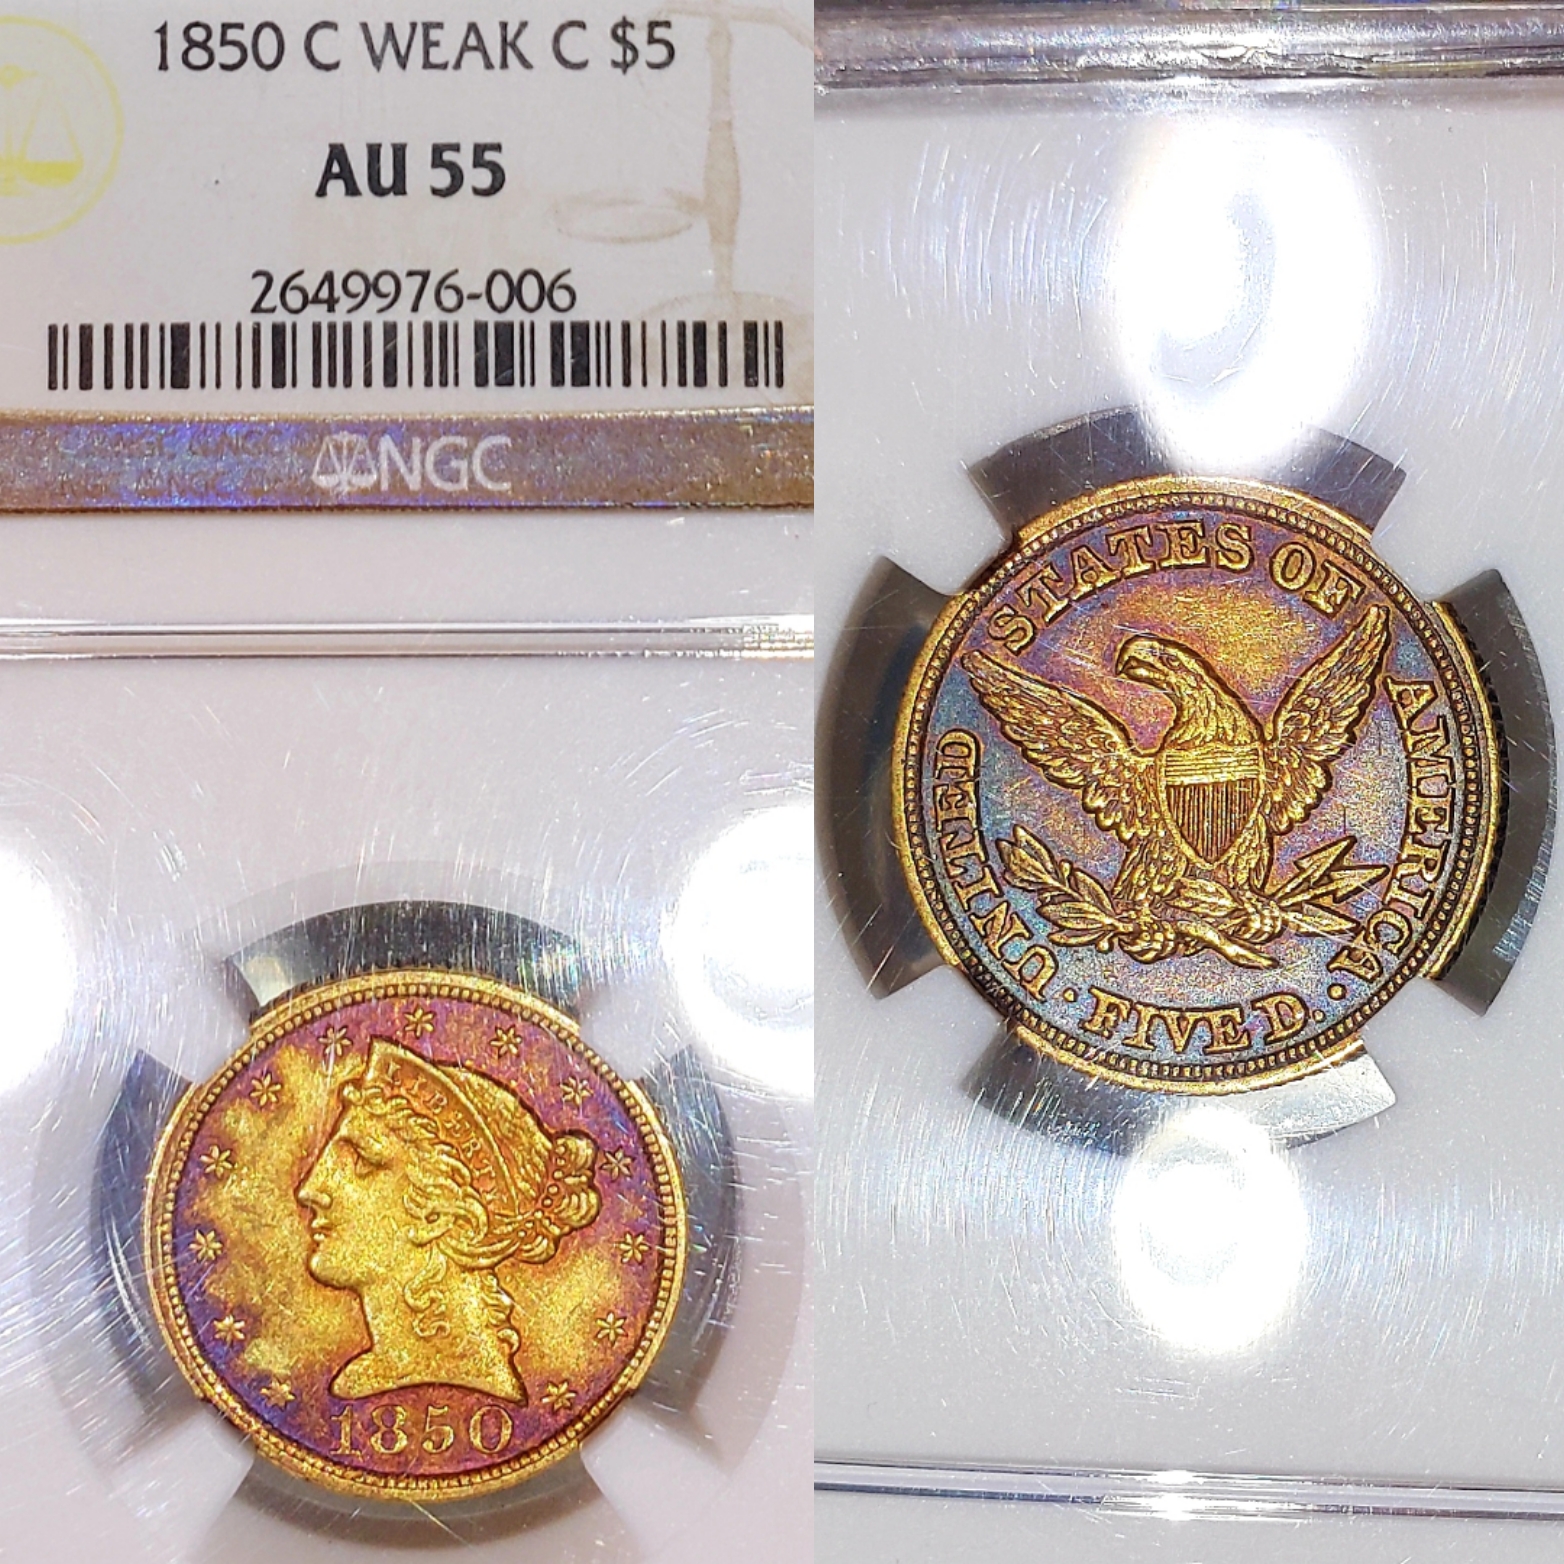 1850 C WEAK C $5
AU 55
2649976-006
NGC
LIBERTY
1850
UNITED STATES OF AMERICA
FIVE D.